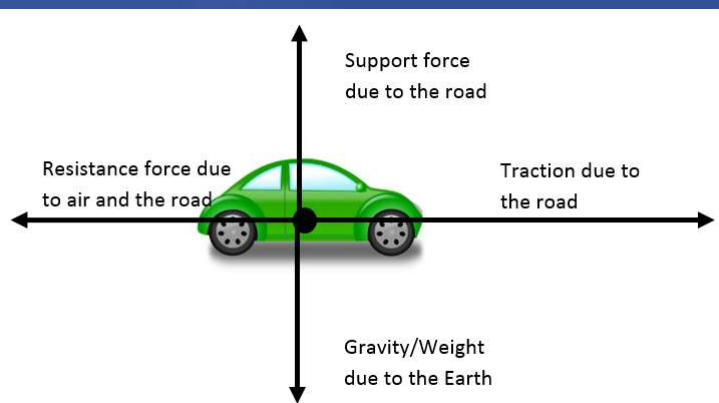 Support force
due to the road
Resistance force due
to air and the road
Traction due to
the road
Gravity/Weight
due to the Earth